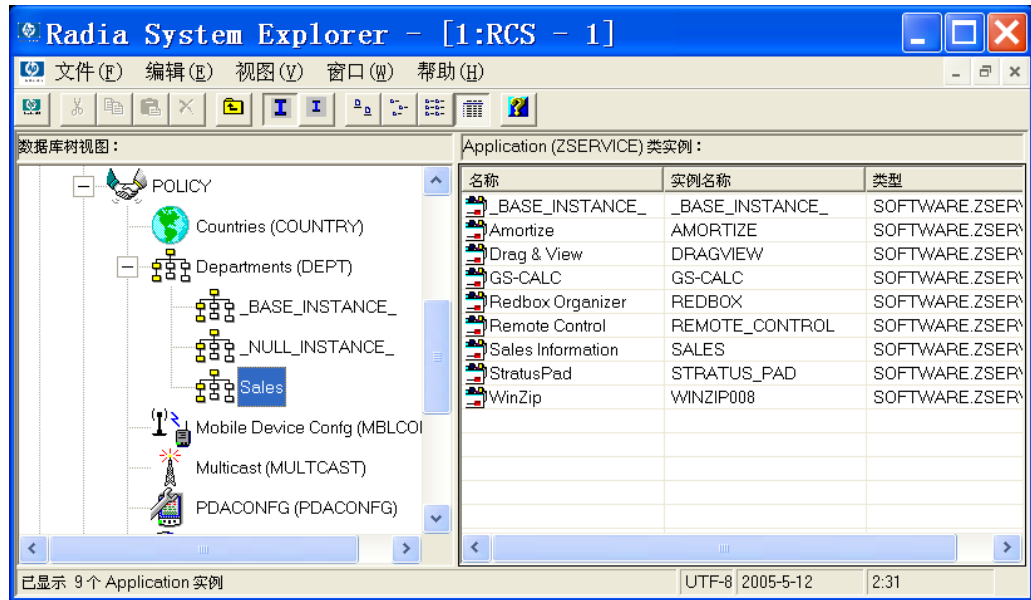 Radia System Explorer - [1:RCS - 1]
文件(F) 编辑(E) 视图(V) 窗口(W) 帮助(H)
数据库树视图:
POLICY
Countries (COUNTRY)
Departments (DEPT)
_BASE_INSTANCE_
_NULL_INSTANCE_
Sales
Mobile Device Confg (MBLCO
Multicast (MULTCAST)
PDACONFG (PDACONFG)
Application (ZSERVICE) 类实例:
名称 实例名称 类型
_BASE_INSTANCE_ _BASE_INSTANCE_ SOFTWARE.ZSER
Amortize AMORTIZE SOFTWARE.ZSER
Drag & View DRAGVIEW SOFTWARE.ZSER
GS-CALC GS-CALC SOFTWARE.ZSER
Redbox Organizer REDBOX SOFTWARE.ZSER
Remote Control REMOTE_CONTROL SOFTWARE.ZSER
Sales Information SALES SOFTWARE.ZSER
StratusPad STRATUS_PAD SOFTWARE.ZSER
WinZip WINZIP008 SOFTWARE.ZSER
已显示 9个 Application 实例 UTF-8 2005-5-12 2:31